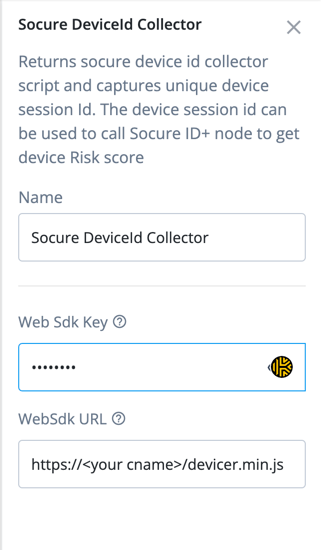 Socure DeviceId Collector
Returns socure device id collector
script and captures unique device
session Id. The device session id can
be used to call Socure ID+ node to get
device Risk score
Name
Socure DeviceId Collector
Web Sdk Key
••••••••
WebSdk URL
https://<your cname>/devicer.min.js